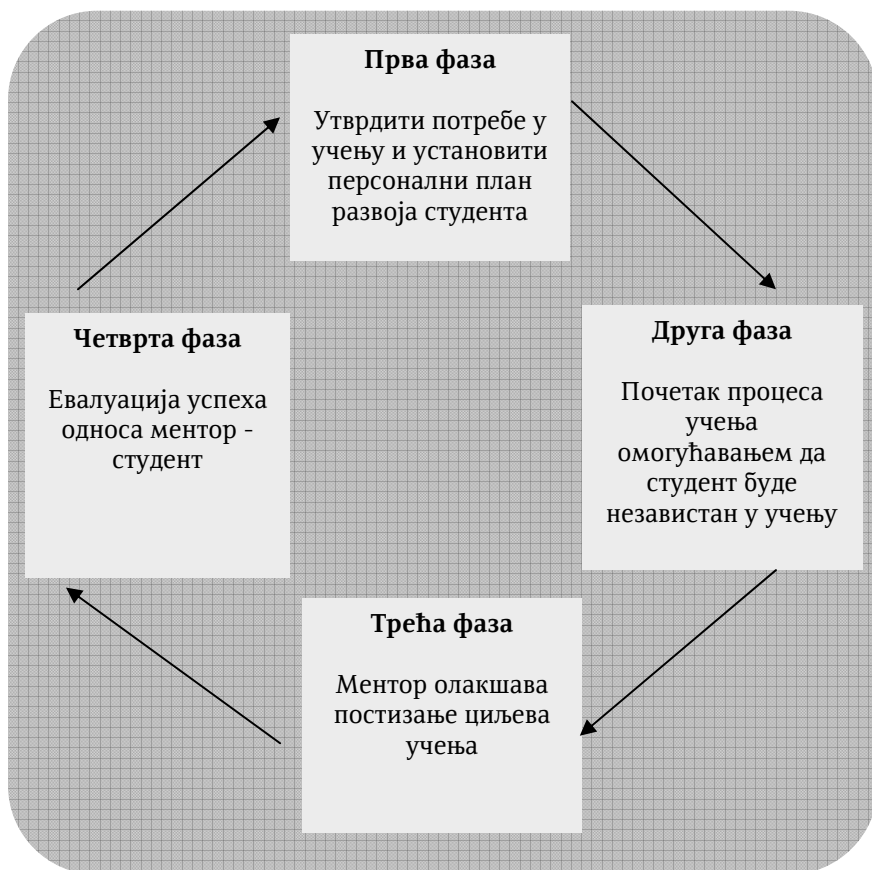 Прва фаза
Утврдити потребе у
учењу и установити
персонални план
развоја студента
Друга фаза
Почетак процеса
учења
омогућавањем да
студент буде
независтан у учењу
Трећа фаза
Ментор олакшава
постизање циљева
учења
Четврта фаза
Евалуација успеха
односа ментор -
студент